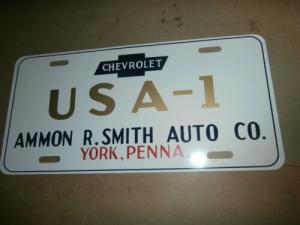 CHEVROLET
USA-1
AMMON R. SMITH AUTO CO.
YORK, PENNA.